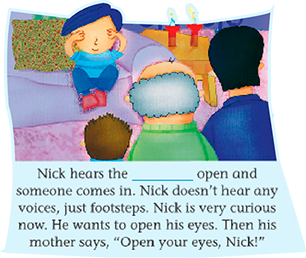 Nick hears the ________ open and
someone comes in. Nick doesn't hear any
voices, just footsteps. Nick is very curious
now. He wants to open his eyes. Then his
mother says, "Open your eyes, Nick!"